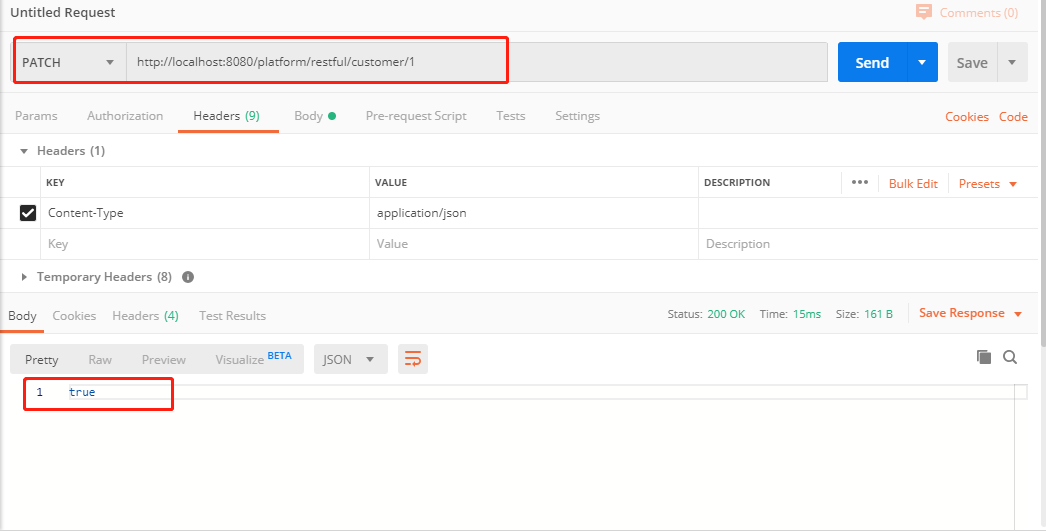 Untitled Request
Comments (0)
PATCH
http://localhost:8080/platform/restful/customer/1
Send
Save
Params
Authorization
Headers (9)
Body
Pre-request Script
Tests
Settings
Cookies
Code
Headers (1)
KEY
VALUE
DESCRIPTION
Bulk Edit
Presets
Content-Type
application/json
Key
Value
Description
Temporary Headers (8)
Body
Cookies
Headers (4)
Test Results
Status: 200 OK
Time: 15ms
Size: 161 B
Save Response
Pretty
Raw
Preview
Visualize BETA
JSON
1 true